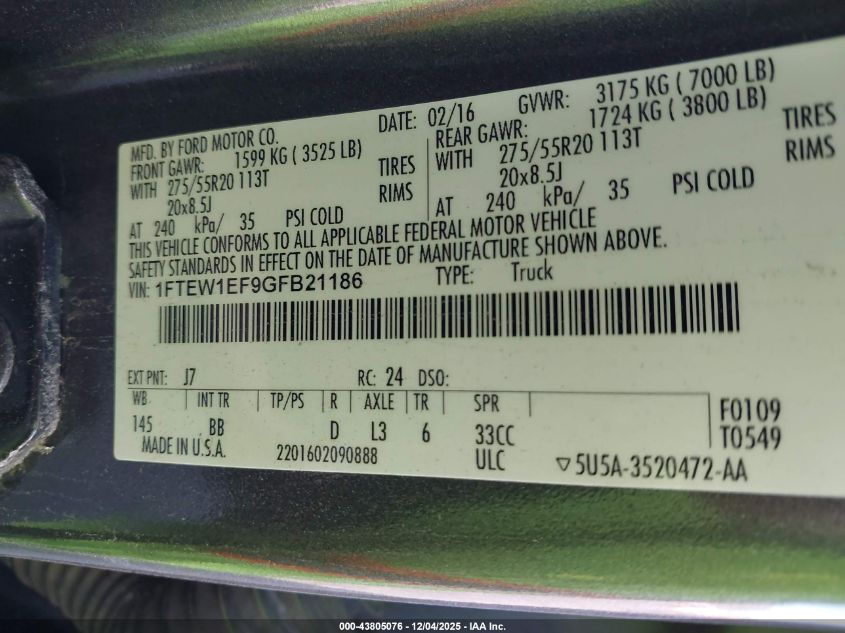 MFD. BY FORD MOTOR CO. DATE: 02/16 GVWR: 3175 KG ( 7000 LB)
FRONT GAWR: 1599 KG ( 3525 LB) REAR GAWR: 1724 KG ( 3800 LB)
WITH 275/55R20 113T TIRES WITH 275/55R20 113T TIRES
20x8.5J RIMS 20x8.5J RIMS
AT 240 kPa/ 35 PSI COLD AT 240 kPa/ 35 PSI COLD
THIS VEHICLE CONFORMS TO ALL APPLICABLE FEDERAL MOTOR VEHICLE
SAFETY STANDARDS IN EFFECT ON THE DATE OF MANUFACTURE SHOWN ABOVE.
VIN: 1FTEW1EF9GFB21186 TYPE: Truck
EXT PNT: J7 RC: 24 DSO:
WB INT TR TP/PS R AXLE TR SPR F0109
145 BB D L3 6 33CC T0549
MADE IN U.S.A. 2201602090888 ULC ▽5U5A-3520472-AA
000-43805076 - 12/04/2025 - IAA Inc.